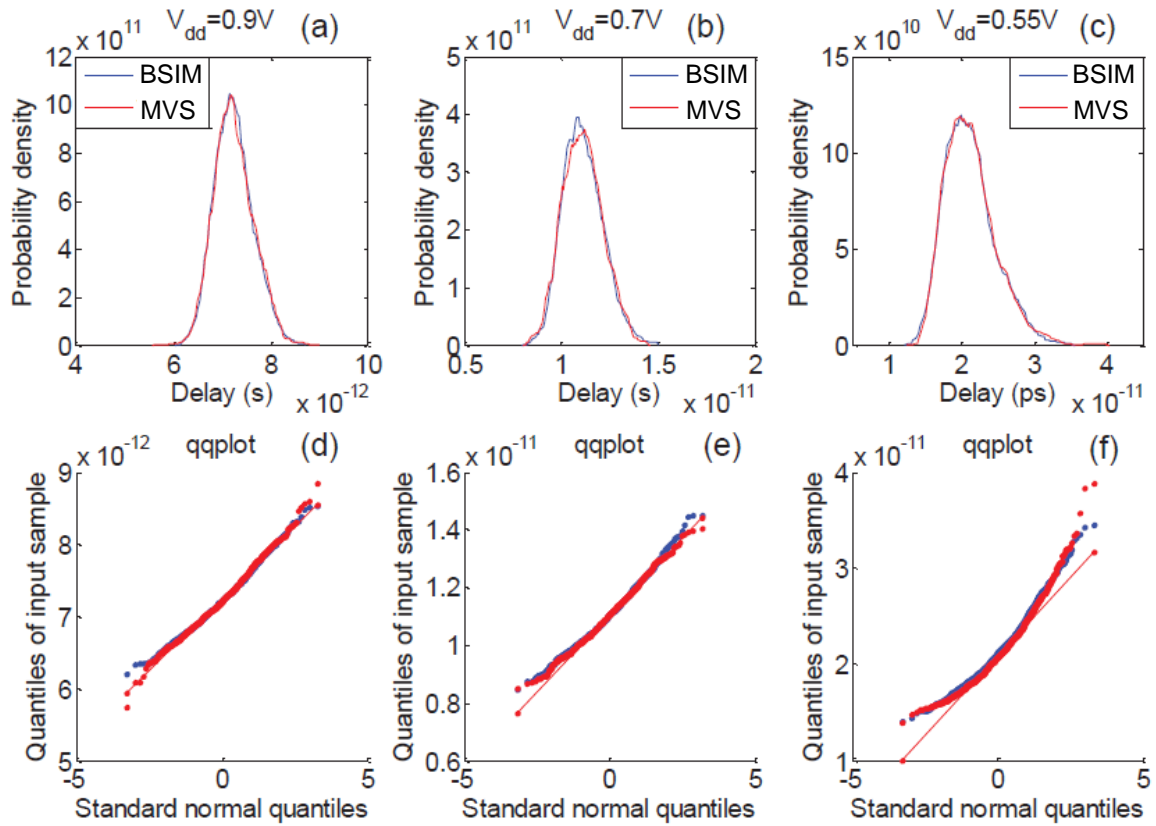 V_dd=0.9V (a)
x 10^11
12
10
8
6
4
2
0
4 6 8 10
Probability density
Delay (s)
x 10^-12
BSIM
MVS
V_dd=0.7V (b)
x 10^11
5
4
3
2
1
0
0.5 1 1.5 2
Probability density
Delay (s)
x 10^-11
BSIM
MVS
V_dd=0.55V (c)
x 10^10
15
10
5
0
1 2 3 4
Probability density
Delay (ps)
x 10^-11
BSIM
MVS
x 10^-12 qqplot (d)
9
8
7
6
5
-5 0 5
Quantiles of input sample
Standard normal quantiles
x 10^-11 qqplot (e)
1.6
1.4
1.2
1
0.8
0.6
-5 0 5
Quantiles of input sample
Standard normal quantiles
x 10^-11 qqplot (f)
4
3
2
1
-5 0 5
Quantiles of input sample
Standard normal quantiles